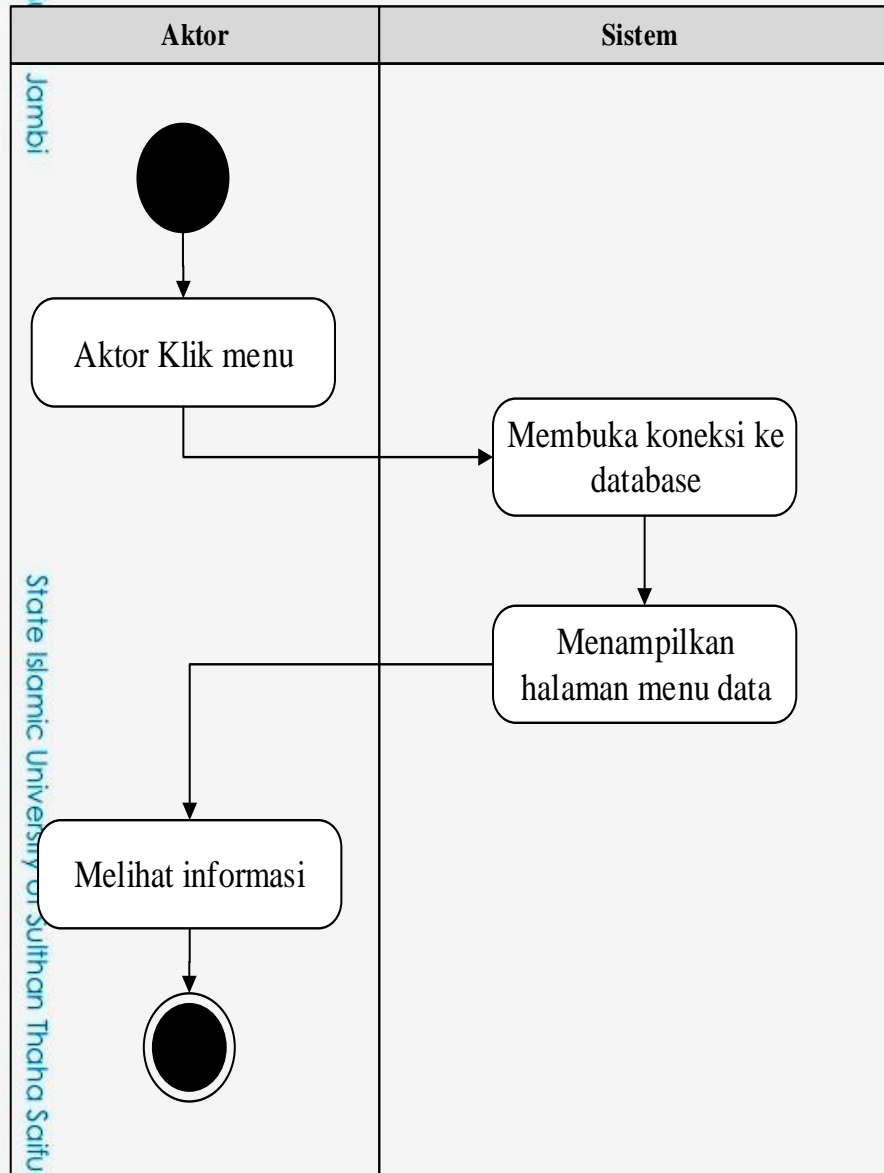 Aktor
Sistem
Jambi
Aktor Klik menu
Membuka koneksi ke
database
Menampilkan
halaman menu data
State Islamic University of Sulthan Thaha Saifu
Melihat informasi